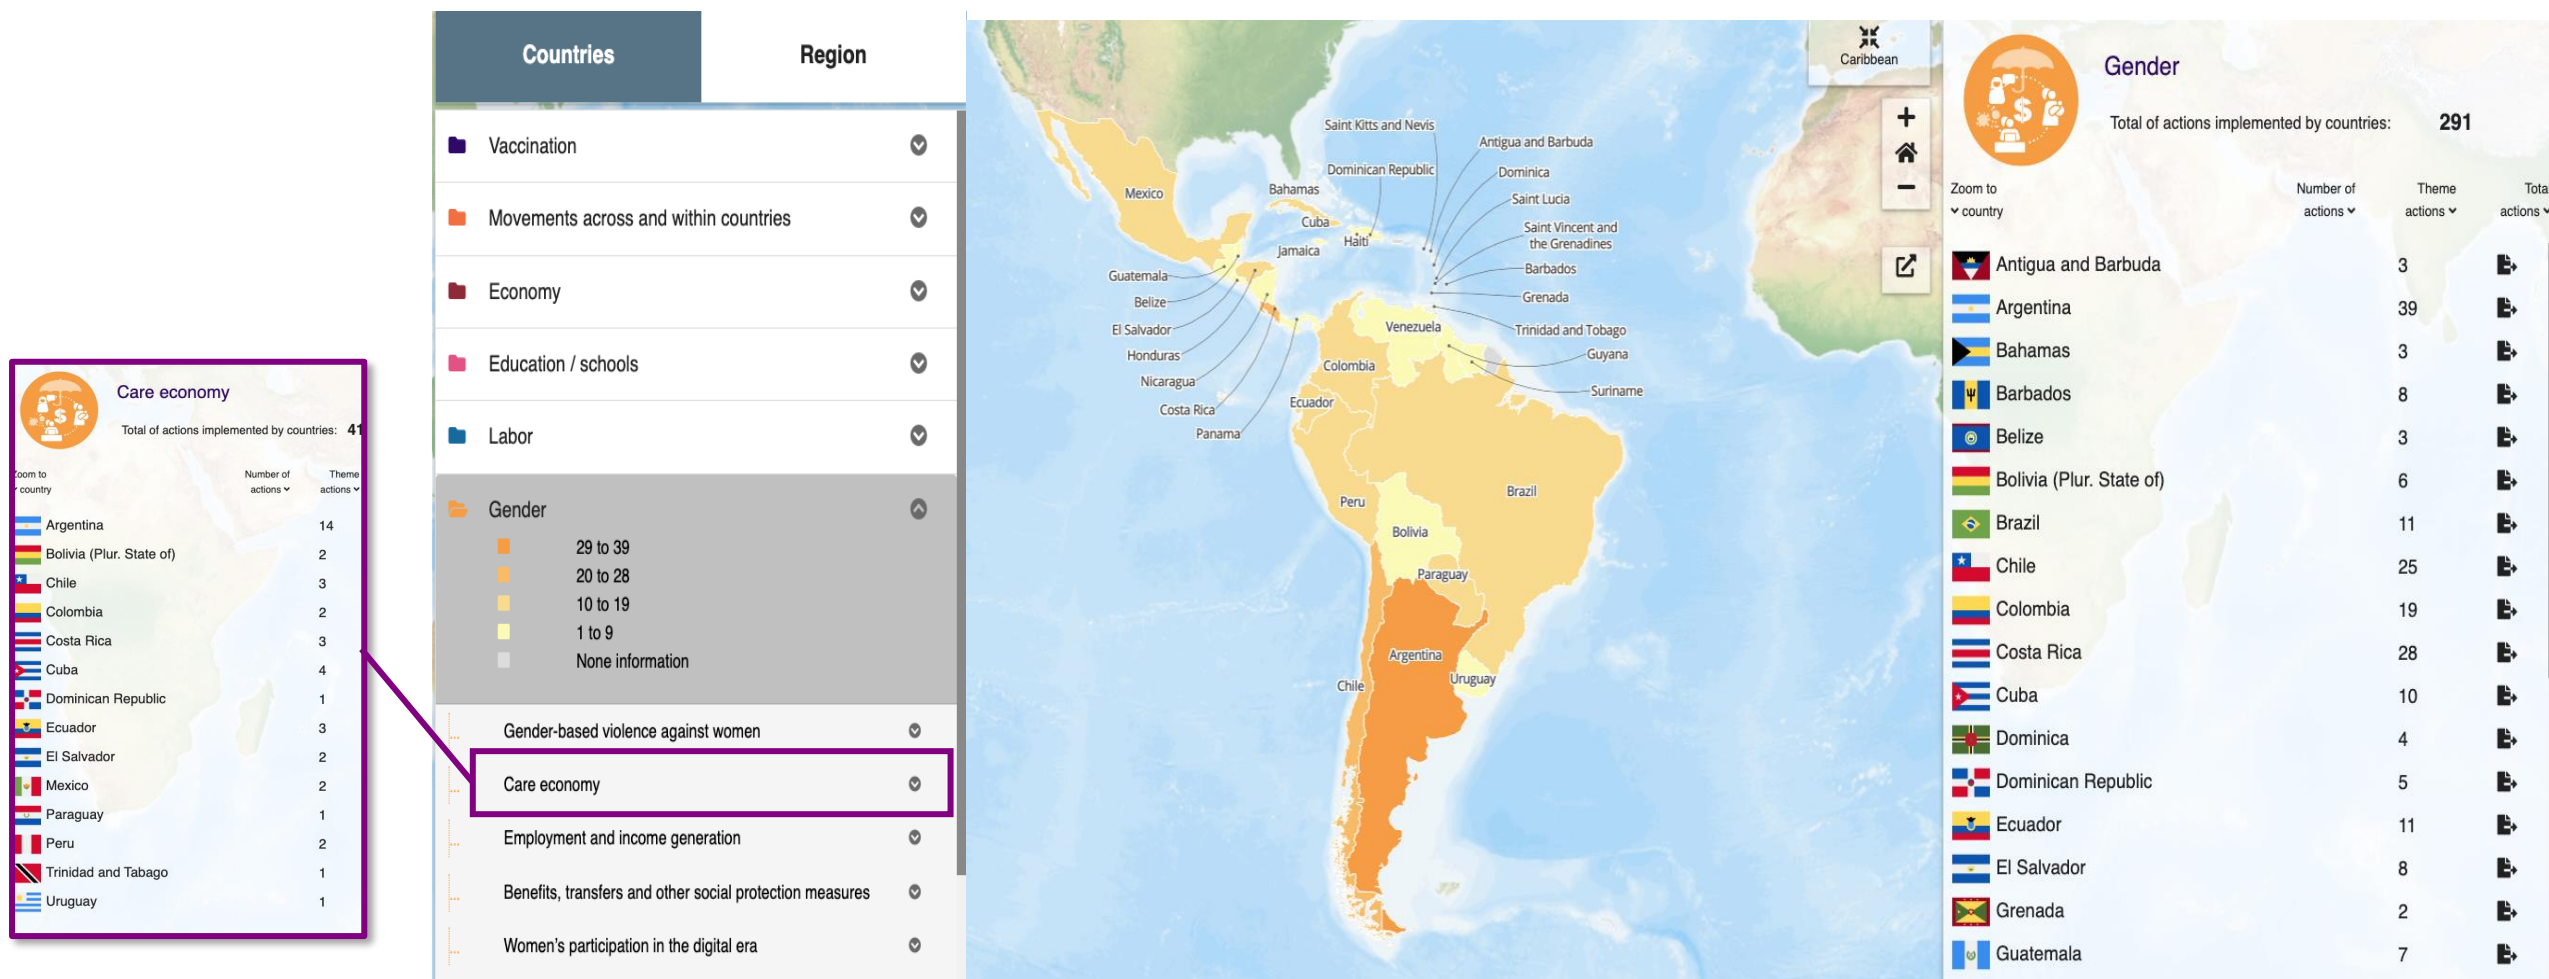 Care economy
Total of actions implemented by countries: 41
Zoom to country
Number of actions
Theme actions
Argentina 14
Bolivia (Plur. State of) 2
Chile 3
Colombia 2
Costa Rica 3
Cuba 4
Dominican Republic 1
Ecuador 3
El Salvador 2
Mexico 2
Paraguay 1
Peru 2
Trinidad and Tabago 1
Uruguay 1
Countries
Region
Vaccination
Movements across and within countries
Economy
Education / schools
Labor
Gender
29 to 39
20 to 28
10 to 19
1 to 9
None information
Gender-based violence against women
Care economy
Employment and income generation
Benefits, transfers and other social protection measures
Women's participation in the digital era
Caribbean
+
−
Saint Kitts and Nevis
Antigua and Barbuda
Dominican Republic
Dominica
Mexico
Bahamas
Saint Lucia
Cuba
Saint Vincent and
the Grenadines
Haiti
Jamaica
Guatemala
Barbados
Belize
Grenada
El Salvador
Venezuela
Trinidad and Tobago
Honduras
Guyana
Colombia
Nicaragua
Suriname
Ecuador
Costa Rica
Panama
Brazil
Peru
Bolivia
Paraguay
Argentina
Uruguay
Chile
Gender
Total of actions implemented by countries: 291
Zoom to country
Number of actions
Theme actions
Tota actions
Antigua and Barbuda 3
Argentina 39
Bahamas 3
Barbados 8
Belize 3
Bolivia (Plur. State of) 6
Brazil 11
Chile 25
Colombia 19
Costa Rica 28
Cuba 10
Dominica 4
Dominican Republic 5
Ecuador 11
El Salvador 8
Grenada 2
Guatemala 7